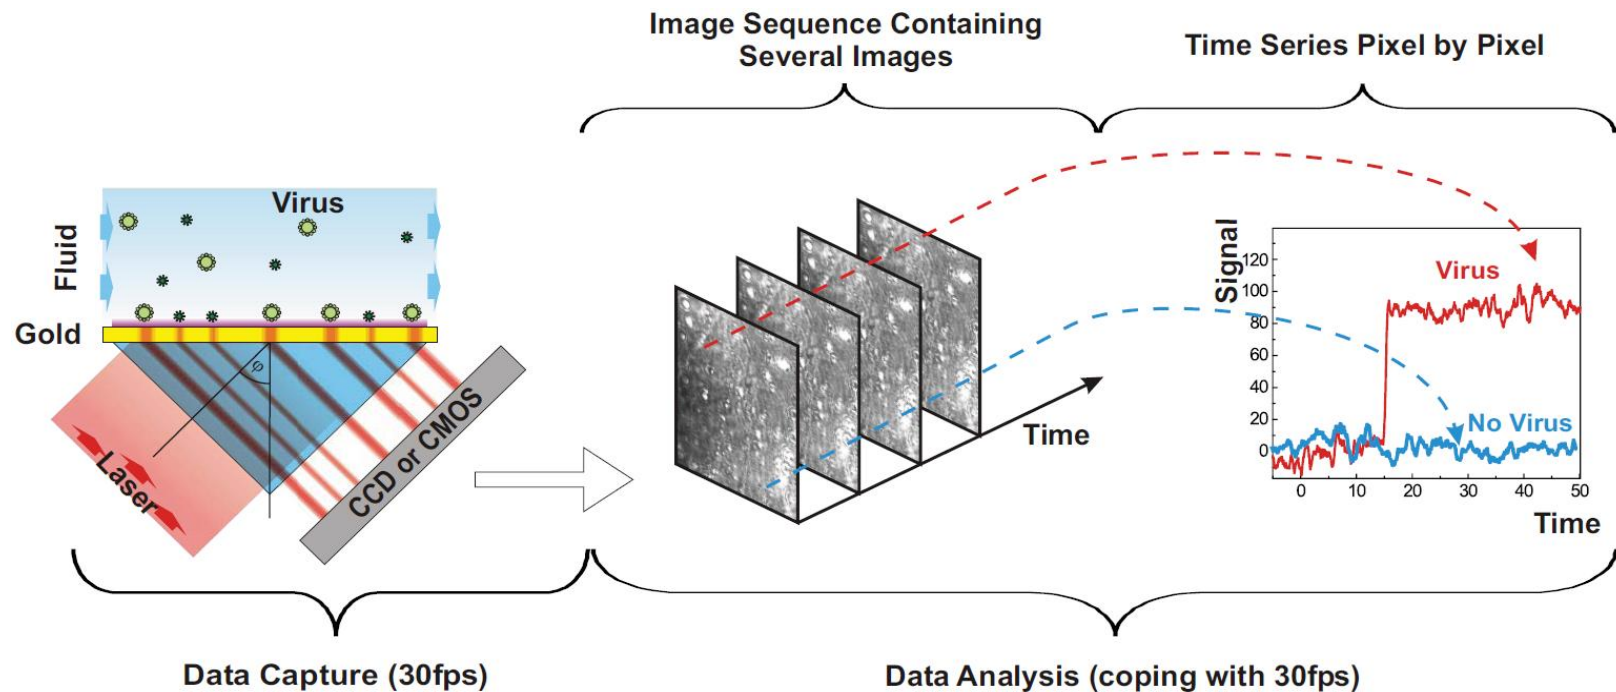 Image Sequence Containing
Several Images
Time Series Pixel by Pixel
Virus
Fluid
Gold
φ
Laser
CCD or CMOS
Time
Signal
120
100
80
60
40
20
0
Virus
No Virus
0 10 20 30 40 50
Time
Data Capture (30fps)
Data Analysis (coping with 30fps)